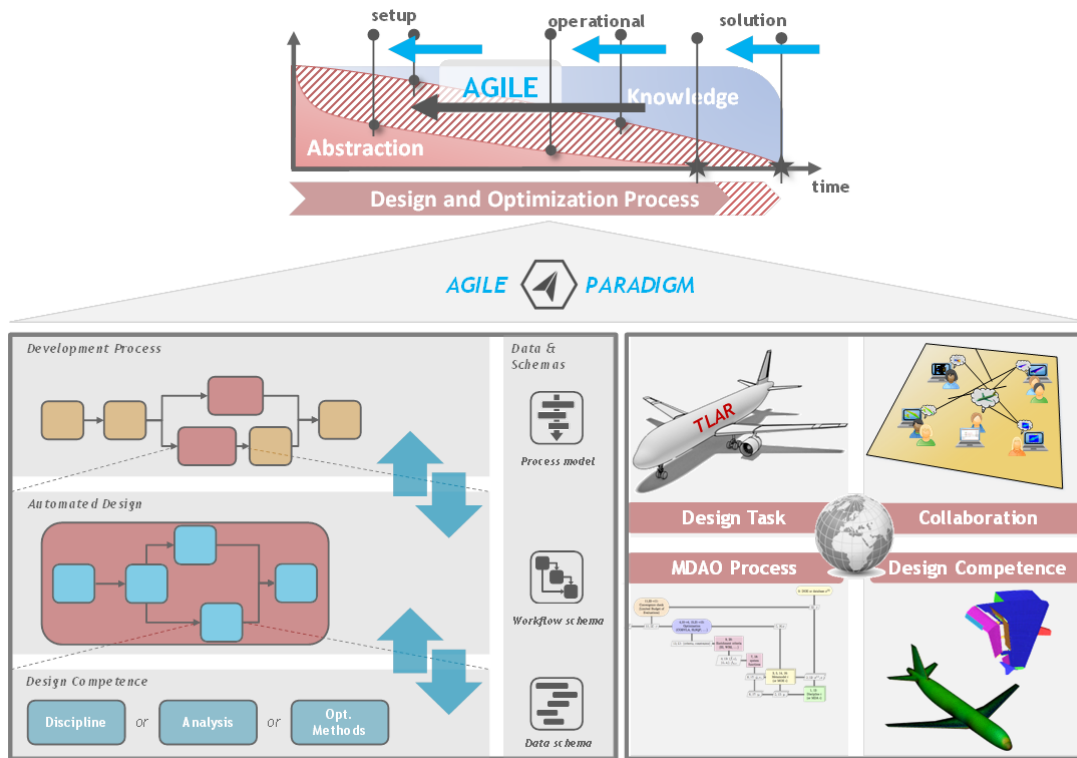 setup
operational
solution
AGILE
Knowledge
Abstraction
time
Design and Optimization Process
AGILE PARADIGM
Development Process
Data &
Schemas
Process model
Automated Design
Workflow schema
Design Competence
Discipline or Analysis or Opt.
Methods
Data schema
TLAR
Design Task
Collaboration
MDAO Process
Design Competence